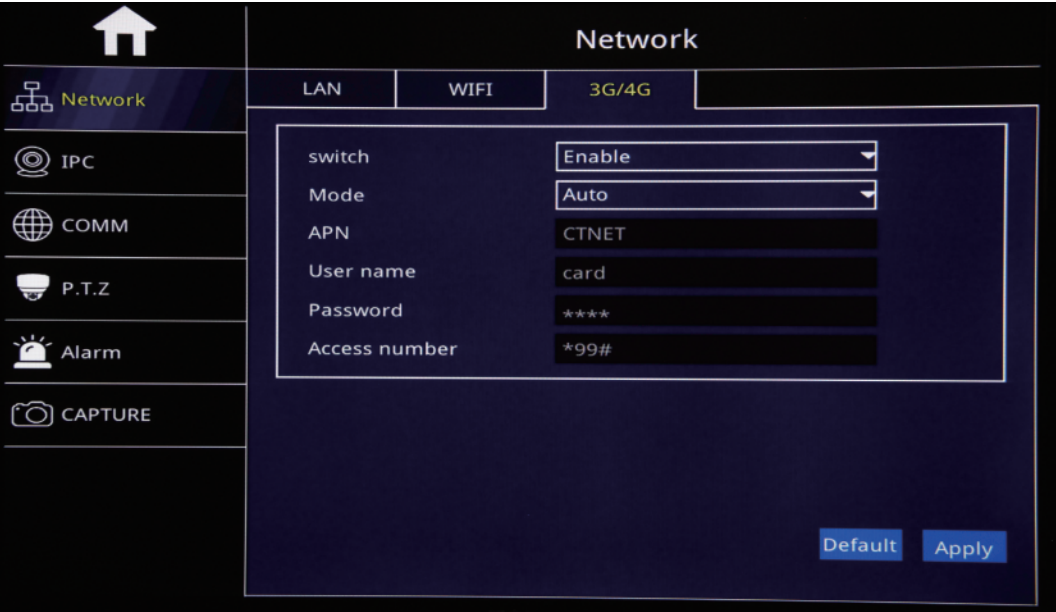 Network
Network
LAN WIFI 3G/4G
IPC
COMM
P.T.Z
Alarm
CAPTURE
switch Enable
Mode Auto
APN CTNET
User name card
Password ****
Access number *99#
Default Apply